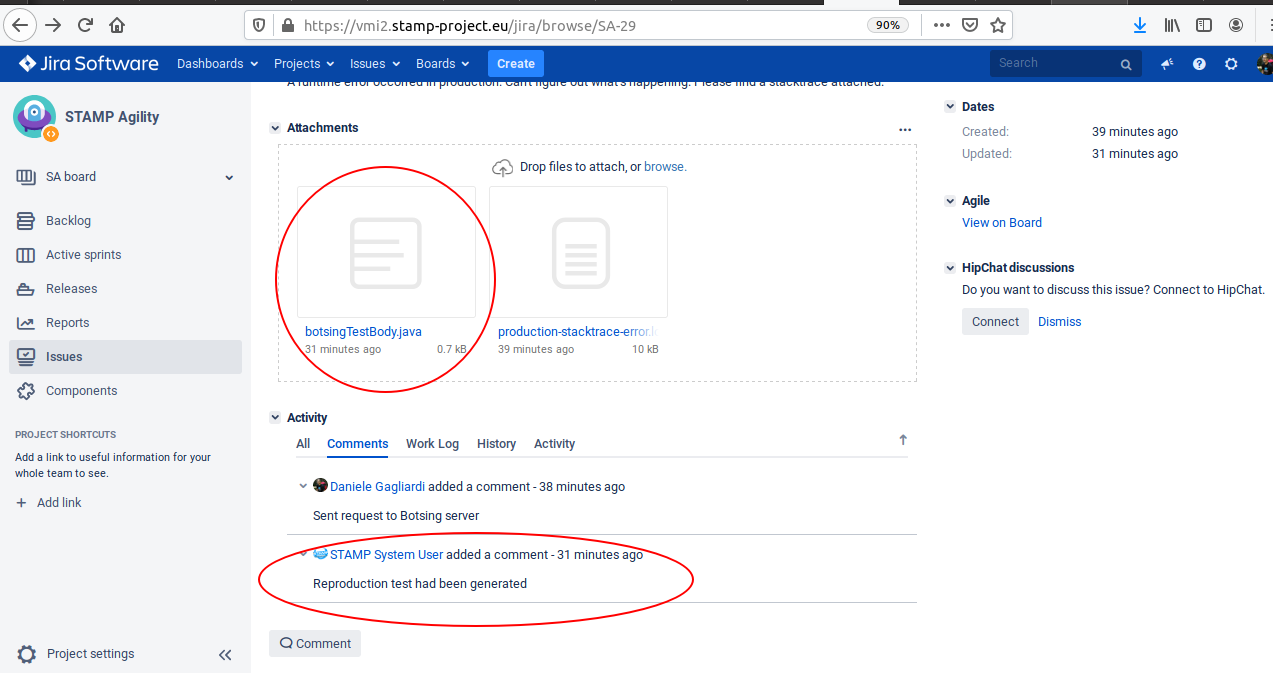 https://vmi2.stamp-project.eu/jira/browse/SA-29
90%
Jira Software
Dashboards
Projects
Issues
Boards
Create
Search
STAMP Agility
SA board
Backlog
Active sprints
Releases
Reports
Issues
Components
PROJECT SHORTCUTS
Add a link to useful information for your
whole team to see.
+ Add link
Project settings
A runtime error occorred in production. Can't figure out what's happening. Please find a stacktrace attached.
Attachments
Drop files to attach, or browse.
botsingTestBody.java
31 minutes ago 0.7 kB
production-stacktrace-error.lo
39 minutes ago 10 kB
Activity
All Comments Work Log History Activity
Daniele Gagliardi added a comment - 38 minutes ago
Sent request to Botsing server
STAMP System User added a comment - 31 minutes ago
Reproduction test had been generated
Comment
Dates
Created: 39 minutes ago
Updated: 31 minutes ago
Agile
View on Board
HipChat discussions
Do you want to discuss this issue? Connect to HipChat.
Connect Dismiss